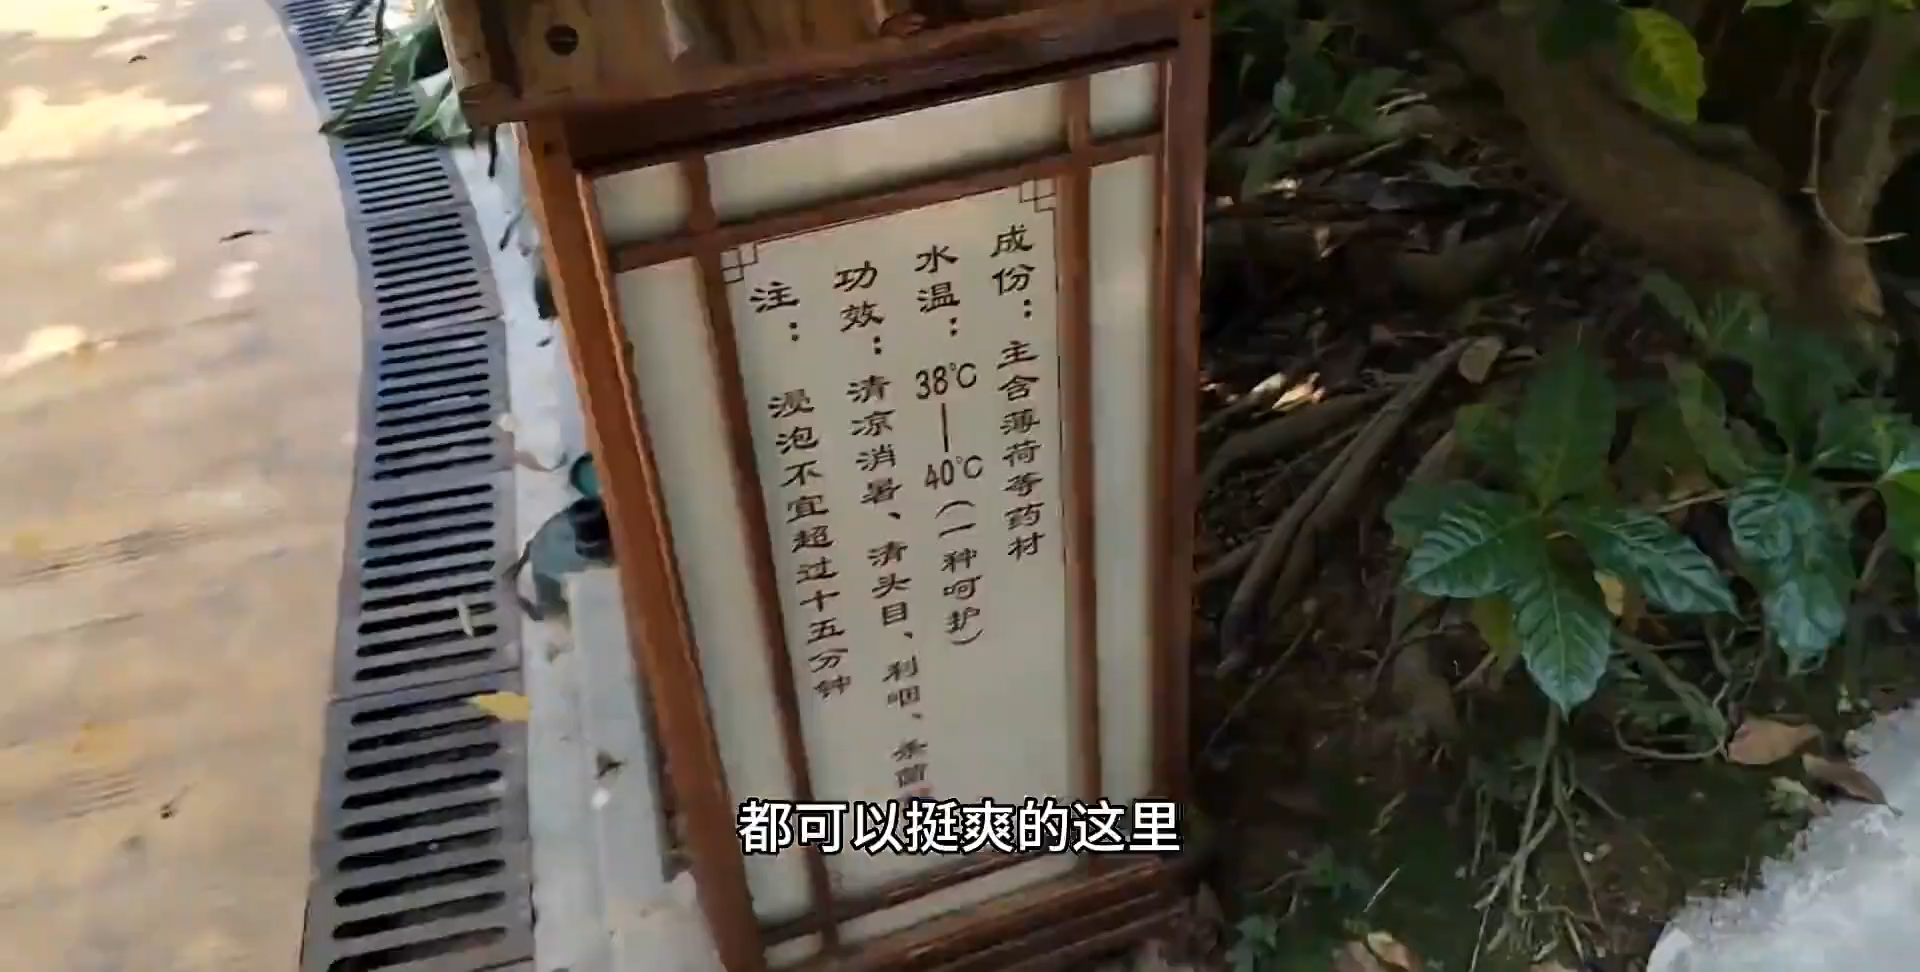 成份：主含薄荷等药材
水温：38℃—40℃（一种呵护）
功效：清凉消暑、清头目、利咽、杀菌
注：浸泡不宜超过十五分钟
都可以挺爽的这里